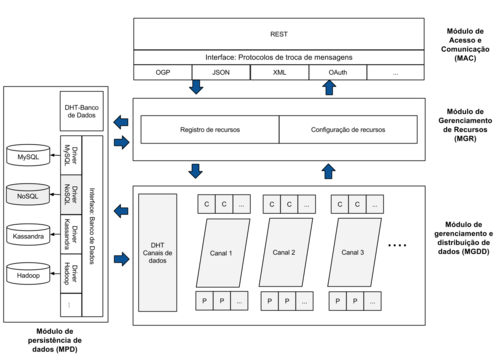 REST
Interface: Protocolos de troca de mensagens
OGP
JSON
XML
OAuth
...
Módulo de
Acesso e
Comunicação
(MAC)
DHT-Banco
de Dados
Registro de recursos
Configuração de recursos
Módulo de
Gerenciamento
de Recursos
(MGR)
MySQL
Driver
MySQL
NoSQL
Driver
NoSQL
Kassandra
Driver
Kassandra
Hadoop
Driver
Hadoop
...
Interface: Banco de Dados
Módulo de
persistência de
dados (MPD)
DHT
Canais de
dados
C C ...
C C ...
C C ...
Canal 1
Canal 2
Canal 3
....
P P ...
P P ...
P P ...
Módulo de
gerenciamento e
distribuição de
dados (MGDD)